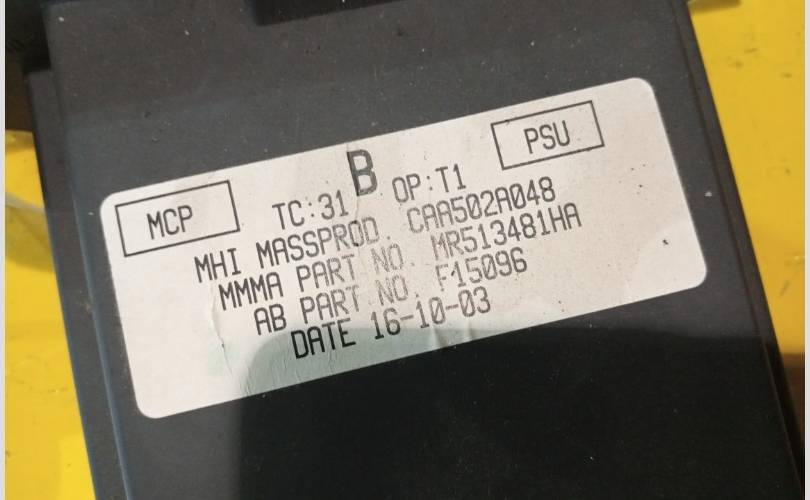 B
MCP
PSU
TC:31 OP:T1
MHI MASSPROD. CAA502A048
MMMA PART NO. MR513481HA
AB PART NO. F15096
DATE 16-10-03